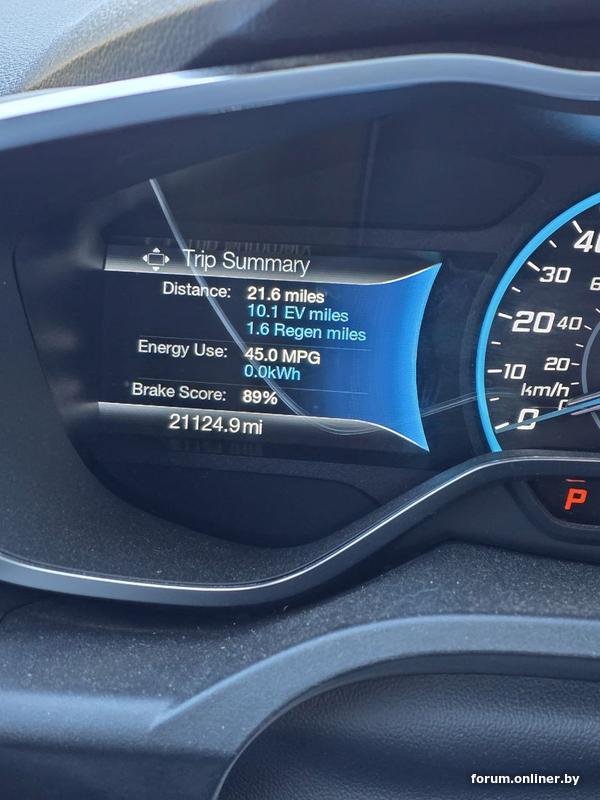 Trip Summary
Distance: 21.6 miles
10.1 EV miles
1.6 Regen miles
Energy Use: 45.0 MPG
0.0kWh
Brake Score: 89%
21124.9mi
30
20 40
10 20
km/h
0
P
forum.onliner.by